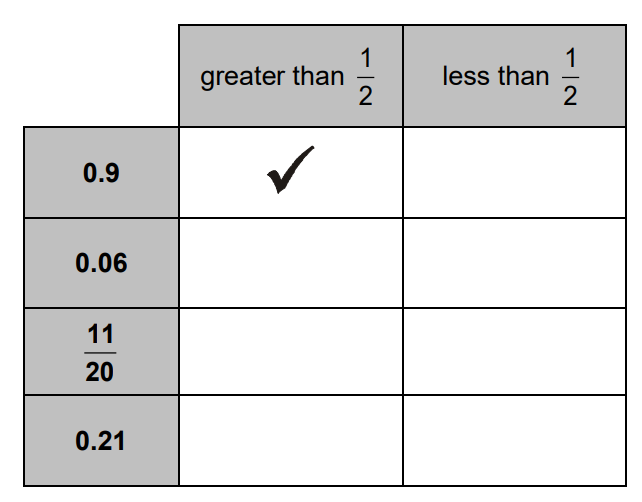 greater than 1/2 less than 1/2
0.9 ✓
0.06
11/20
0.21